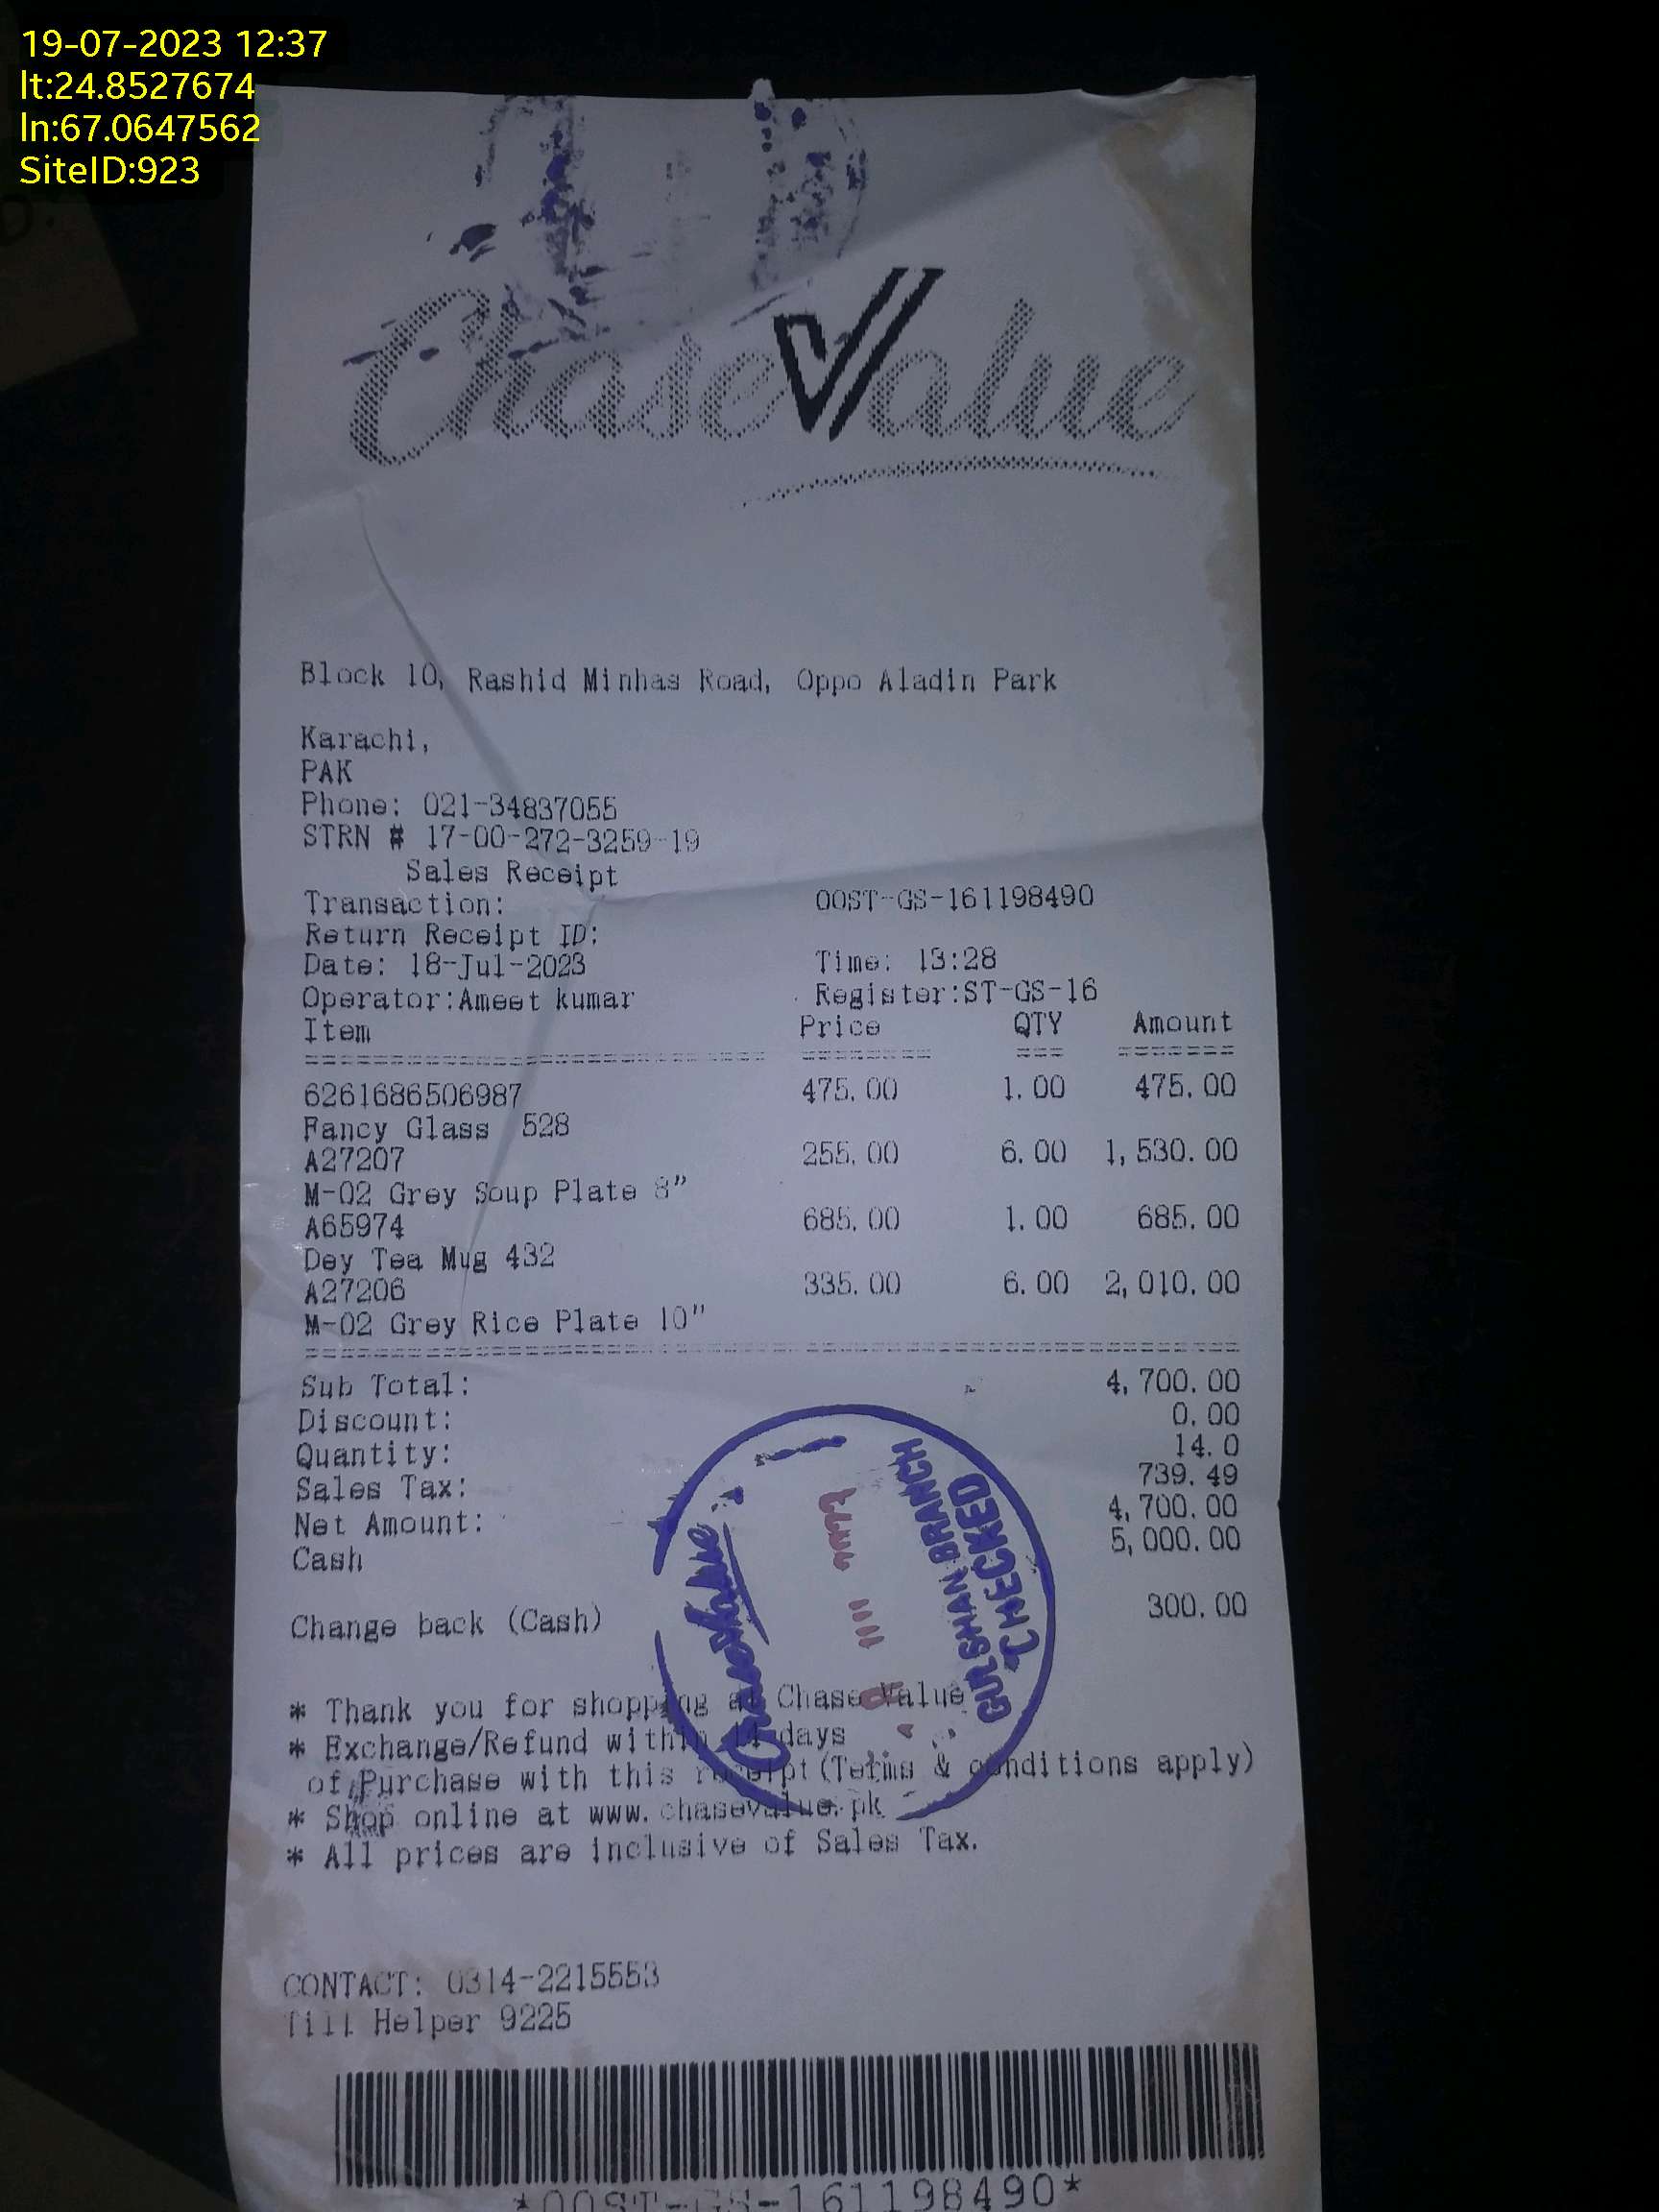 19-07-2023 12:37
lt:24.8527674
ln:67.0647562
SiteID:923
Chase Value
Block 10, Rashid Minhas Road, Oppo Aladin Park
Karachi,
PAK
Phone: 021-34837055
STRN # 17-00-272-3259-19
Sales Receipt
Transaction: 00ST-GS-161198490
Return Receipt ID:
Date: 18-Jul-2023 Time: 13:28
Operator:Ameet kumar Register:ST-GS-16
Item Price QTY Amount
6261686506987 475.00 1.00 475.00
Fancy Glass 528
A27207 255.00 6.00 1,530.00
M-02 Grey Soup Plate 8"
A65974 685.00 1.00 685.00
Dey Tea Mug 432
A27206 335.00 6.00 2,010.00
M-02 Grey Rice Plate 10"
Sub Total: 4,700.00
Discount: 0.00
Quantity: 14.0
Sales Tax: 739.49
Net Amount: 4,700.00
Cash 5,000.00
Change back (Cash) 300.00
ChaseValue
GULSHAN BRANCH
CHECKED
* Thank you for shopping at Chase Value
* Exchange/Refund within 14 days
of Purchase with this receipt(Terms & conditions apply)
* Shop online at www.chasevalue.pk
* All prices are inclusive of Sales Tax.
CONTACT: 0314-2215553
Till Helper 9225
*00ST-GS-161198490*